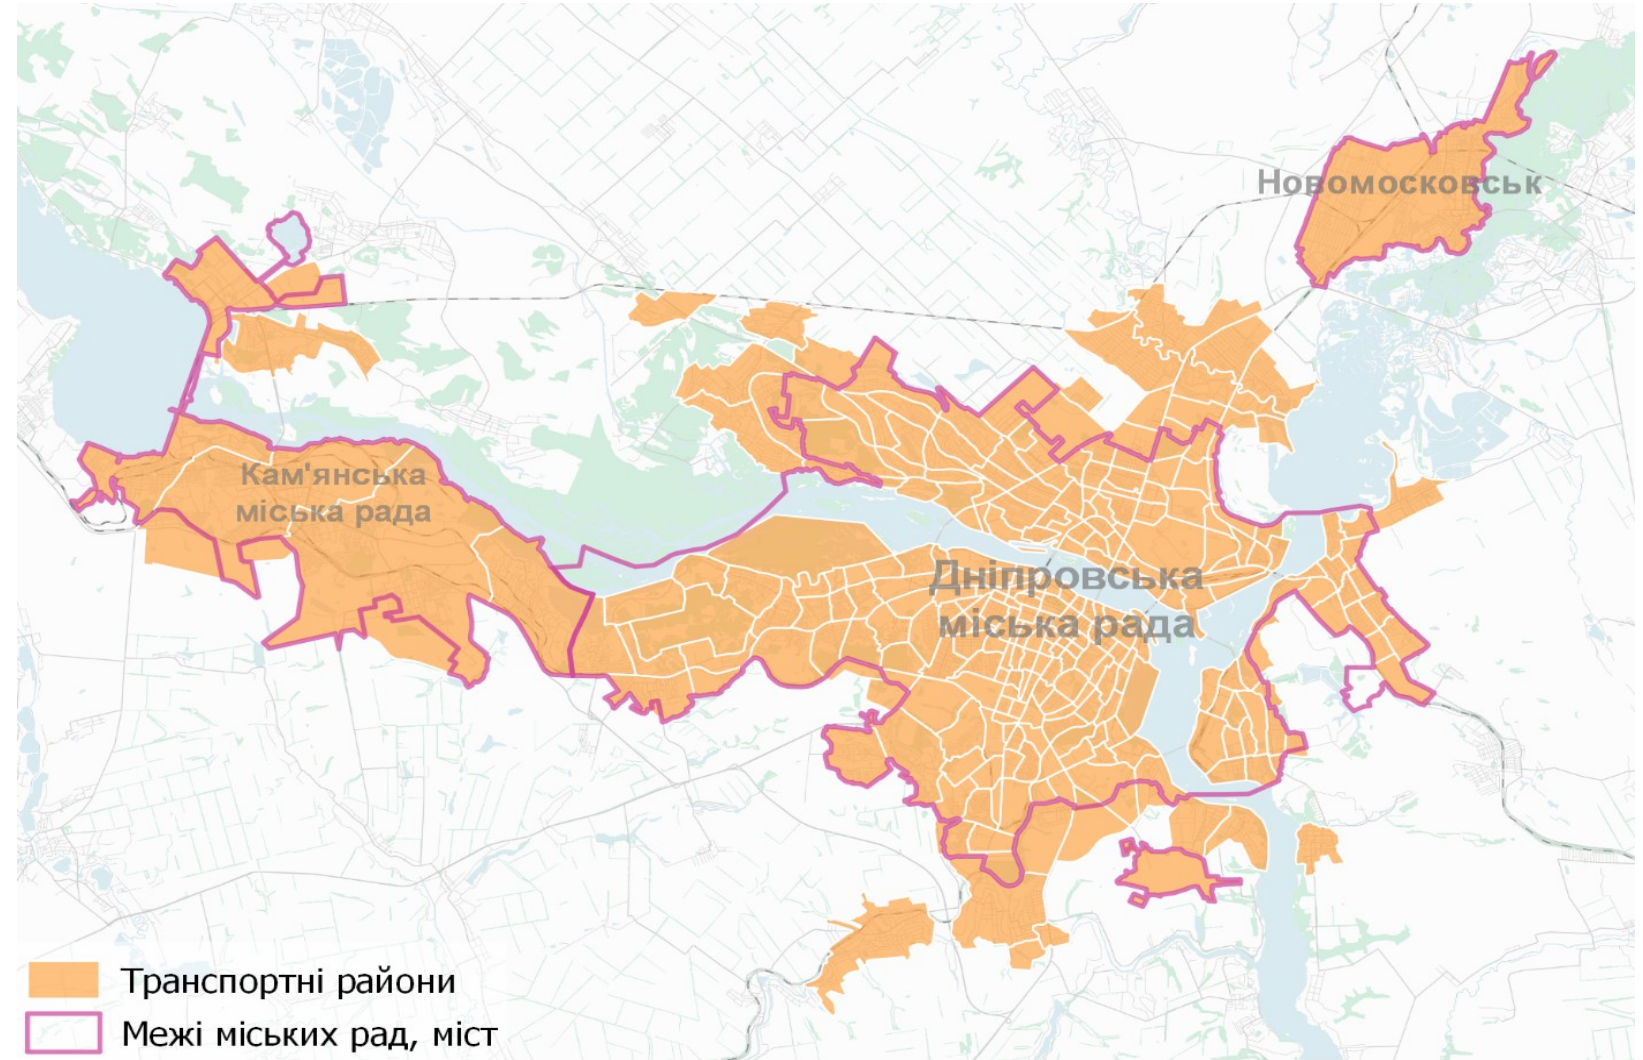 Новомосковськ
Кам'янська
міська рада
Дніпровська
міська рада
Транспортні райони
Межі міських рад, міст